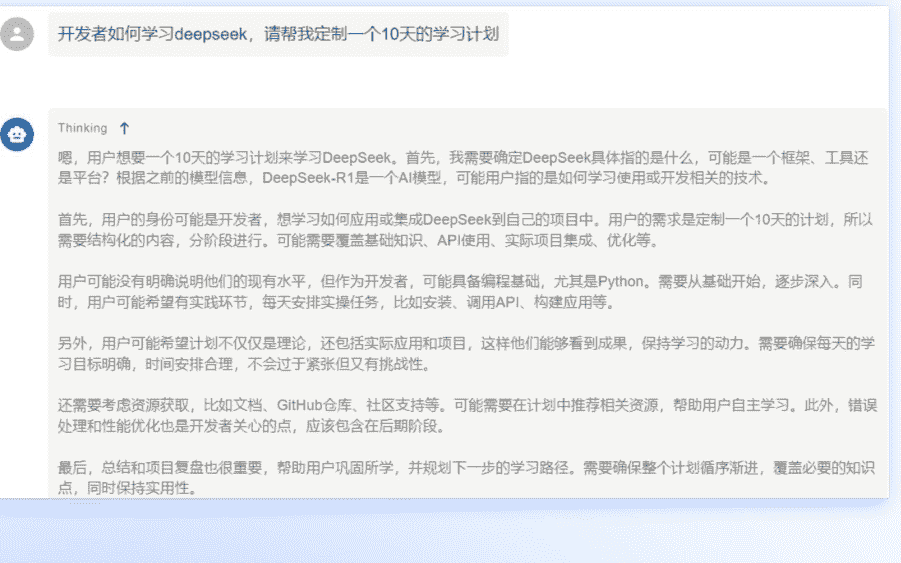 开发者如何学习deepseek，请帮我定制一个10天的学习计划
Thinking ↑
嗯，用户想要一个10天的学习计划来学习DeepSeek。首先，我需要确定DeepSeek具体指的是什么，可能是一个框架、工具还
是平台？根据之前的模型信息，DeepSeek-R1是一个AI模型，可能用户指的是如何学习使用或开发相关的技术。
首先，用户的身份可能是开发者，想学习如何应用或集成DeepSeek到自己的项目中。用户的需求是定制一个10天的计划，所以
需要结构化的内容，分阶段进行。可能需要覆盖基础知识、API使用、实际项目集成、优化等。
用户可能没有明确说明他们的现有水平，但作为开发者，可能具备编程基础，尤其是Python。需要从基础开始，逐步深入。同
时，用户可能希望有实践环节，每天安排实操任务，比如安装、调用API、构建应用等。
另外，用户可能希望计划不仅仅是理论，还包括实际应用和项目，这样他们能够看到成果，保持学习的动力。需要确保每天的学
习目标明确，时间安排合理，不会过于紧张但又有挑战性。
还需要考虑资源获取，比如文档、GitHub仓库、社区支持等。可能需要在计划中推荐相关资源，帮助用户自主学习。此外，错误
处理和性能优化也是开发者关心的点，应该包含在后期阶段。
最后，总结和项目复盘也很重要，帮助用户巩固所学，并规划下一步的学习路径。需要确保整个计划循序渐进，覆盖必要的知识
点，同时保持实用性。